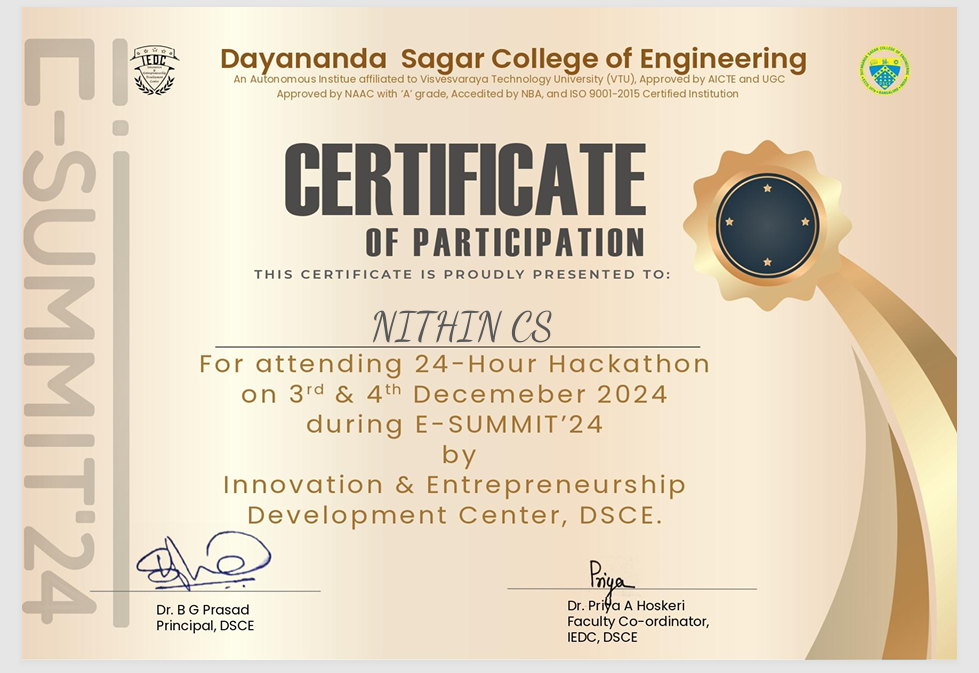 IEDC
Dayananda Sagar College of Engineering
An Autonomous Institue affiliated to Visvesvaraya Technology University (VTU), Approved by AICTE and UGC
Approved by NAAC with 'A' grade, Accedited by NBA, and ISO 9001-2015 Certified Institution
E-SUMMIT'24
CERTIFICATE
OF PARTICIPATION
THIS CERTIFICATE IS PROUDLY PRESENTED TO:
NITHIN CS
For attending 24-Hour Hackathon
on 3rd & 4th Decemeber 2024
during E-SUMMIT'24
by
Innovation & Entrepreneurship
Development Center, DSCE.
Priya
Dr. B G Prasad
Principal, DSCE
Dr. Priya A Hoskeri
Faculty Co-ordinator,
IEDC, DSCE